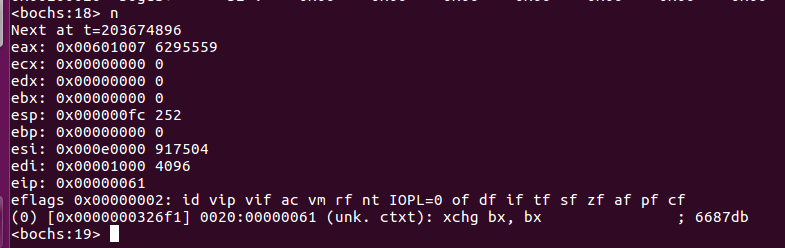 <bochs:18> n
Next at t=203674896
eax: 0x00601007 6295559
ecx: 0x00000000 0
edx: 0x00000000 0
ebx: 0x00000000 0
esp: 0x000000fc 252
ebp: 0x00000000 0
esi: 0x000e0000 917504
edi: 0x00001000 4096
eip: 0x00000061
eflags 0x00000002: id vip vif ac vm rf nt IOPL=0 of df if tf sf zf af pf cf
(0) [0x0000000326f1] 0020:00000061 (unk. ctxt): xchg bx, bx ; 6687db
<bochs:19>